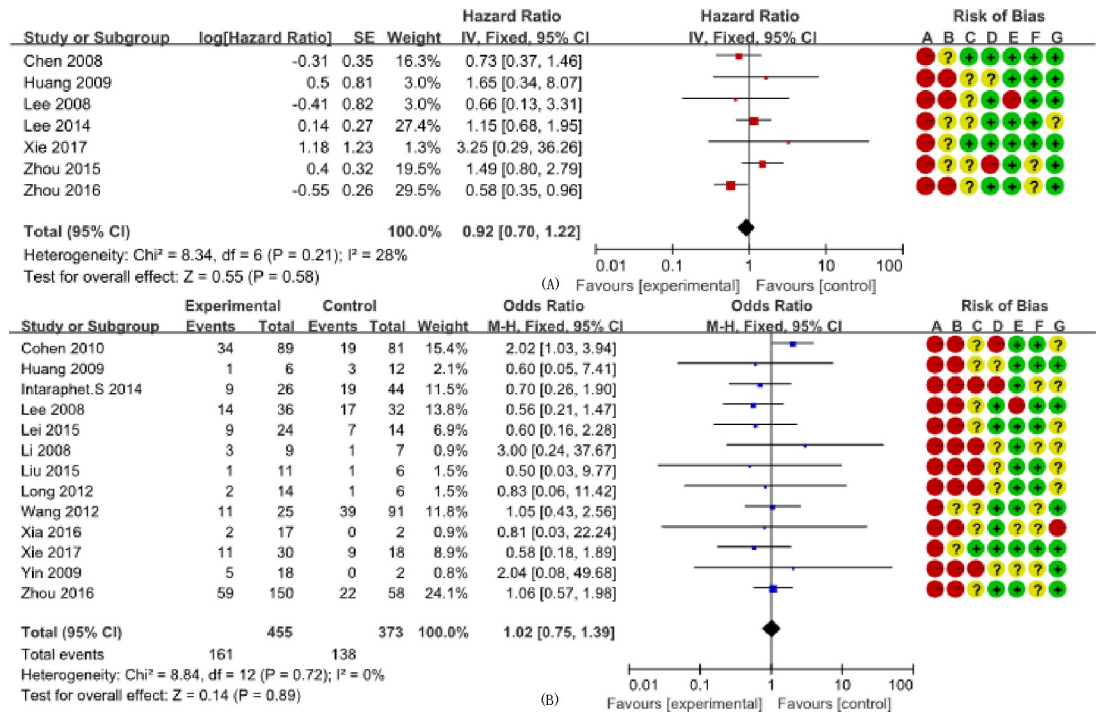 Hazard Ratio Hazard Ratio Risk of Bias
Study or Subgroup log[Hazard Ratio] SE Weight IV, Fixed, 95% CI IV, Fixed, 95% CI A B C D E F G
Chen 2008 -0.31 0.35 16.3% 0.73 [0.37, 1.46] ? + + + + +
Huang 2009 0.5 0.81 3.0% 1.65 [0.34, 8.07] ? ? + + +
Lee 2008 -0.41 0.82 3.0% 0.66 [0.13, 3.31] ? + + +
Lee 2014 0.14 0.27 27.4% 1.15 [0.68, 1.95] ? ? + + + ?
Xie 2017 1.18 1.23 1.3% 3.25 [0.29, 36.26] ? + + + + +
Zhou 2015 0.4 0.32 19.5% 1.49 [0.80, 2.79] ? ? + ? +
Zhou 2016 -0.55 0.26 29.5% 0.58 [0.35, 0.96] ? + + ? +
Total (95% CI) 100.0% 0.92 [0.70, 1.22]
Heterogeneity: Chi² = 8.34, df = 6 (P = 0.21); I² = 28%
Test for overall effect: Z = 0.55 (P = 0.58)
0.01 0.1 1 10 100
(A) Favours [experimental] Favours [control]
Experimental Control Odds Ratio Odds Ratio Risk of Bias
Study or Subgroup Events Total Events Total Weight M-H, Fixed, 95% CI M-H, Fixed, 95% CI A B C D E F G
Cohen 2010 34 89 19 81 15.4% 2.02 [1.03, 3.94] ? + + ?
Huang 2009 1 6 3 12 2.1% 0.60 [0.05, 7.41] ? ? + + +
Intaraphet.S 2014 9 26 19 44 11.5% 0.70 [0.26, 1.90] + + ?
Lee 2008 14 36 17 32 13.8% 0.56 [0.21, 1.47] ? + + +
Lei 2015 9 24 7 14 6.9% 0.60 [0.16, 2.28] ? + + + ?
Li 2008 3 9 1 7 0.9% 3.00 [0.24, 37.67] ? + + ?
Liu 2015 1 11 1 6 1.5% 0.50 [0.03, 9.77] ? + + ?
Long 2012 2 14 1 6 1.5% 0.83 [0.06, 11.42] ? + + ?
Wang 2012 11 25 39 91 11.8% 1.05 [0.43, 2.56] ? ? + + + ?
Xia 2016 2 17 0 2 0.9% 0.81 [0.03, 22.24] ? + ? ?
Xie 2017 11 30 9 18 8.9% 0.58 [0.18, 1.89] ? + + + + +
Yin 2009 5 18 0 2 0.8% 2.04 [0.08, 49.68] ? ? ? +
Zhou 2016 59 150 22 58 24.1% 1.06 [0.57, 1.98] ? + + ? +
Total (95% CI) 455 373 100.0% 1.02 [0.75, 1.39]
Total events 161 138
Heterogeneity: Chi² = 8.84, df = 12 (P = 0.72); I² = 0%
Test for overall effect: Z = 0.14 (P = 0.89)
0.01 0.1 1 10 100
(B) Favours [experimental] Favours [control]